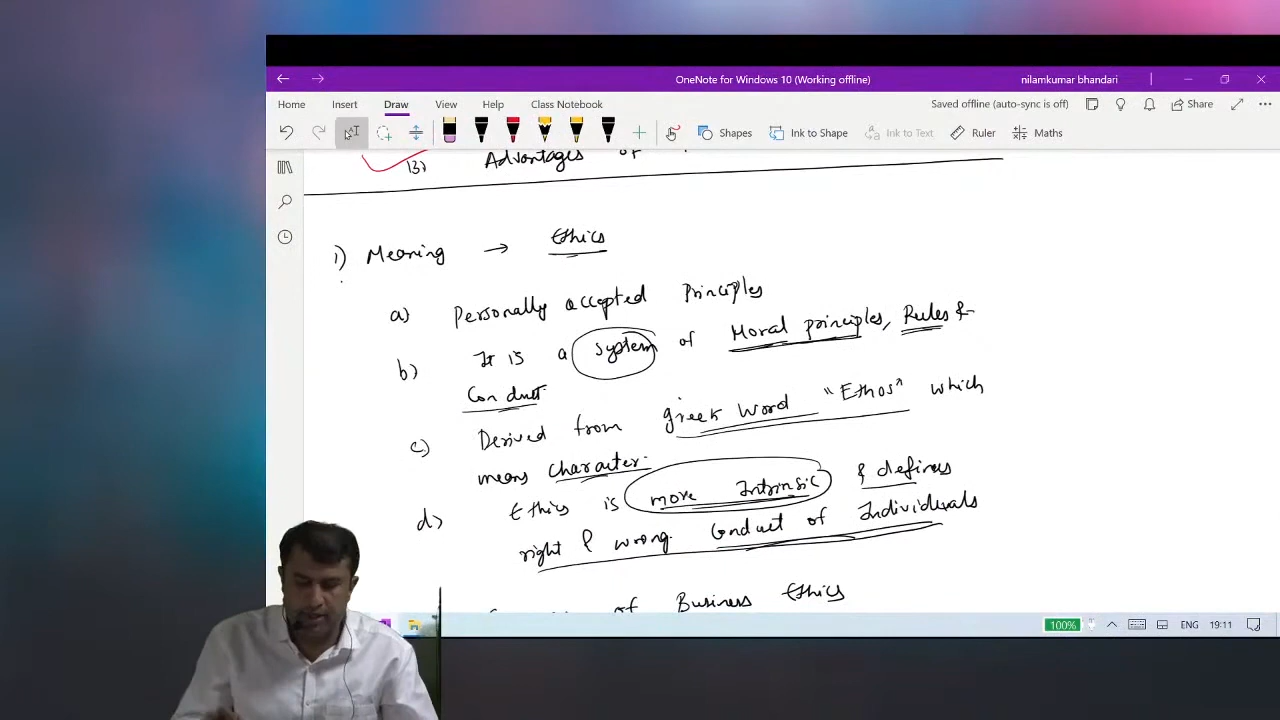 OneNote for Windows 10 (Working offline)
nilamkumar bhandari
Home Insert Draw View Help Class Notebook
Saved offline (auto-sync is off) Share
Shapes Ink to Shape Ink to Text Ruler Maths
13) Advantages of
1) Meaning → Ethics
a) Personally accepted Principles
b) It is a system of Moral principles, Rules &
Conduct
c) Derived from greek Word "Ethos" which
means character.
d) Ethics is more Intrinsic & defines
right & wrong Conduct of Individuals
of Business Ethics
100% ENG 19:11